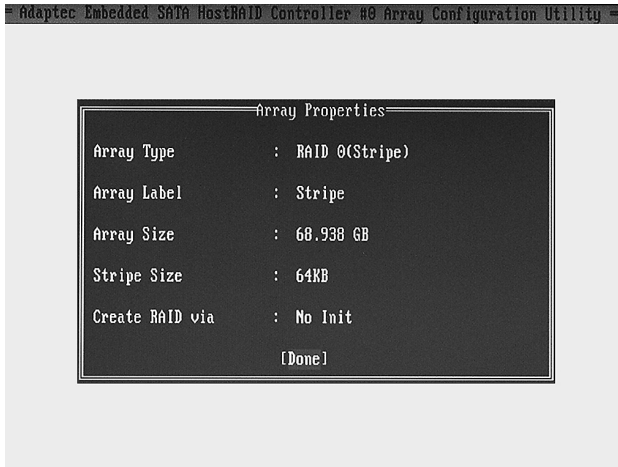 Adaptec Embedded SATA HostRAID Controller #0 Array Configuration Utility
Array Properties
Array Type : RAID 0(Stripe)
Array Label : Stripe
Array Size : 68.938 GB
Stripe Size : 64KB
Create RAID via : No Init
[Done]